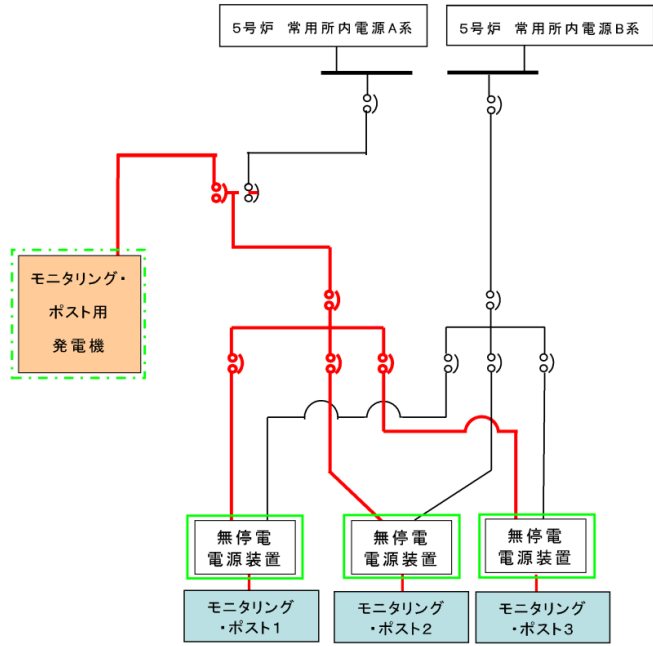 5号炉 常用所内電源A系
5号炉 常用所内電源B系
モニタリング・
ポスト用
発電機
無停電
電源装置
無停電
電源装置
無停電
電源装置
モニタリング
・ポスト1
モニタリング
・ポスト2
モニタリング
・ポスト3